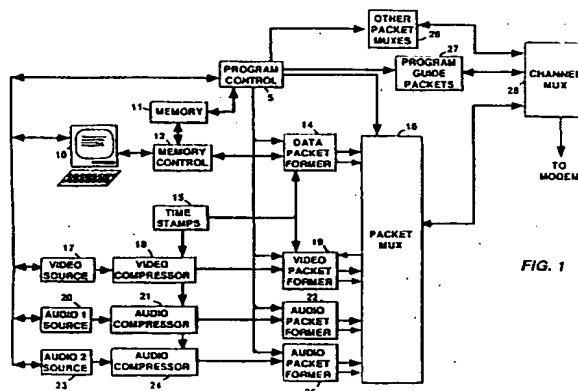 OTHER
PACKET
MUXES
26
27
PROGRAM
GUIDE
PACKETS
CHANNEL
MUX
28
TO
MODEM
PROGRAM
CONTROL
5
11
MEMORY
12
MEMORY
CONTROL
10
14
DATA
PACKET
FORMER
16
PACKET
MUX
15
TIME
STAMPS
17
VIDEO
SOURCE
18
VIDEO
COMPRESSOR
19
VIDEO
PACKET
FORMER
FIG. 1
20
AUDIO 1
SOURCE
21
AUDIO
COMPRESSOR
22
AUDIO
PACKET
FORMER
AUDIO 2
SOURCE
23
AUDIO
COMPRESSOR
24
AUDIO
PACKET
FORMER